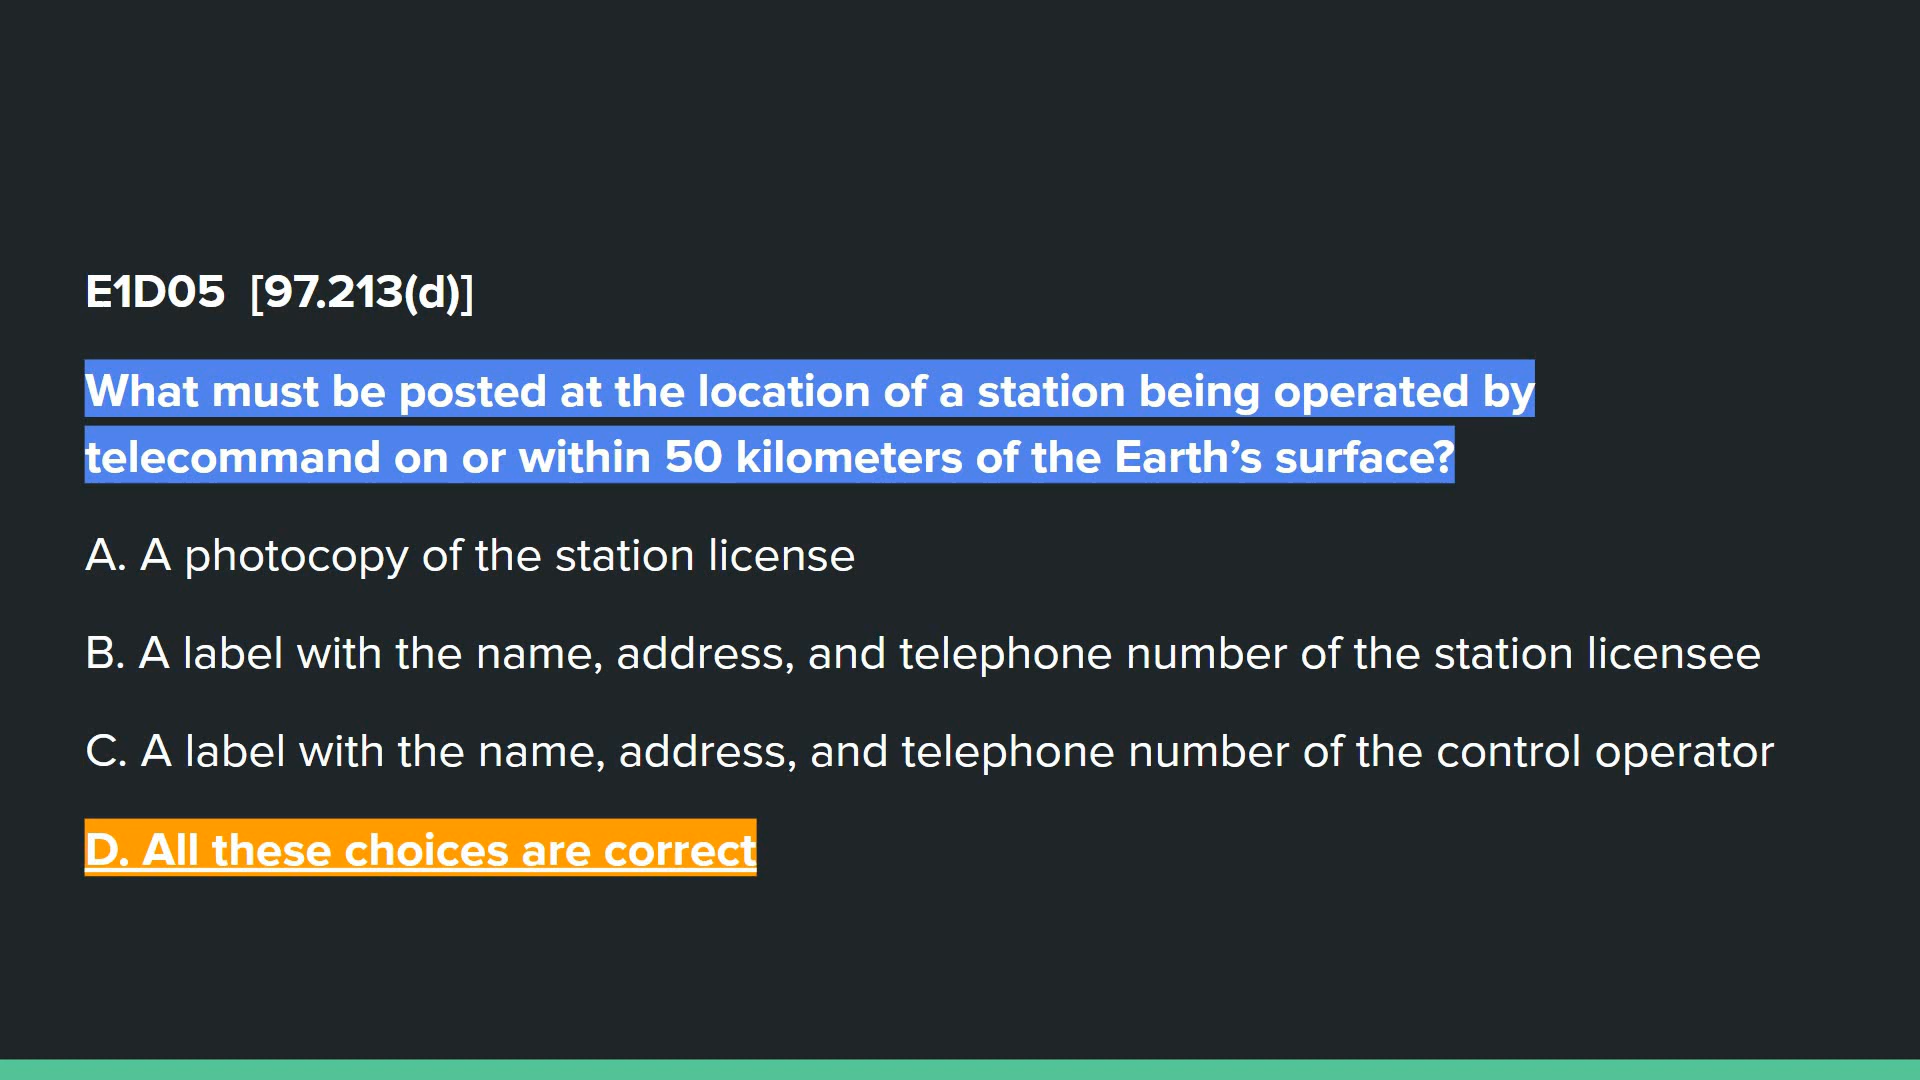 E1D05  [97.213(d)]
What must be posted at the location of a station being operated by
telecommand on or within 50 kilometers of the Earth’s surface?
A. A photocopy of the station license
B. A label with the name, address, and telephone number of the station licensee
C. A label with the name, address, and telephone number of the control operator
D. All these choices are correct